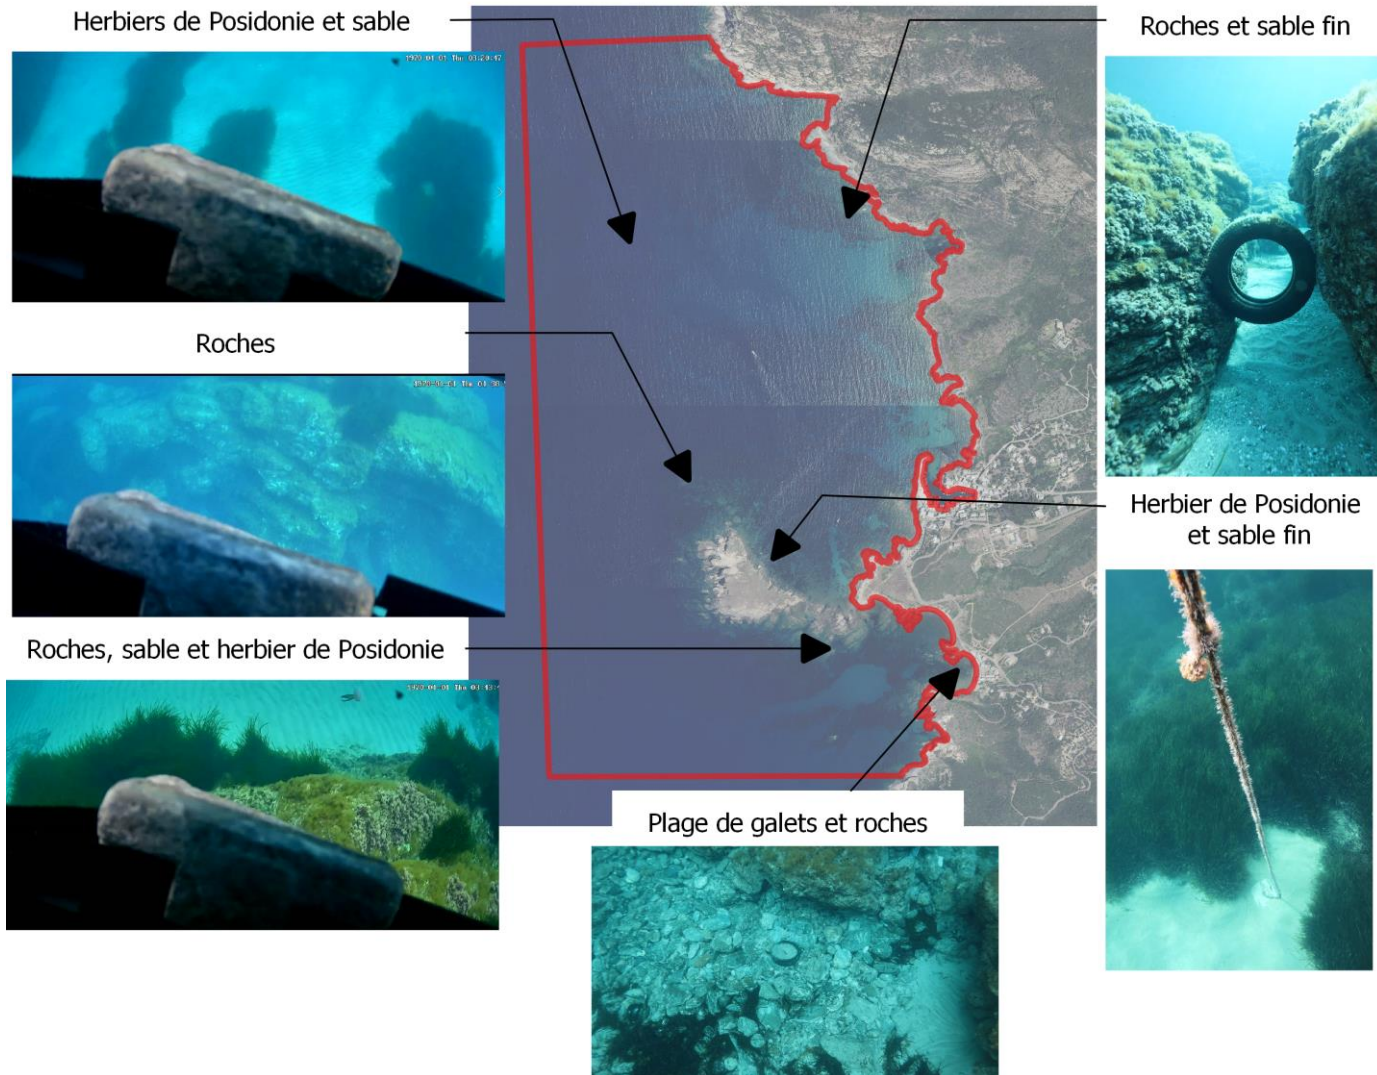 Herbiers de Posidonie et sable
Roches et sable fin
Roches
Herbier de Posidonie
et sable fin
Roches, sable et herbier de Posidonie
Plage de galets et roches